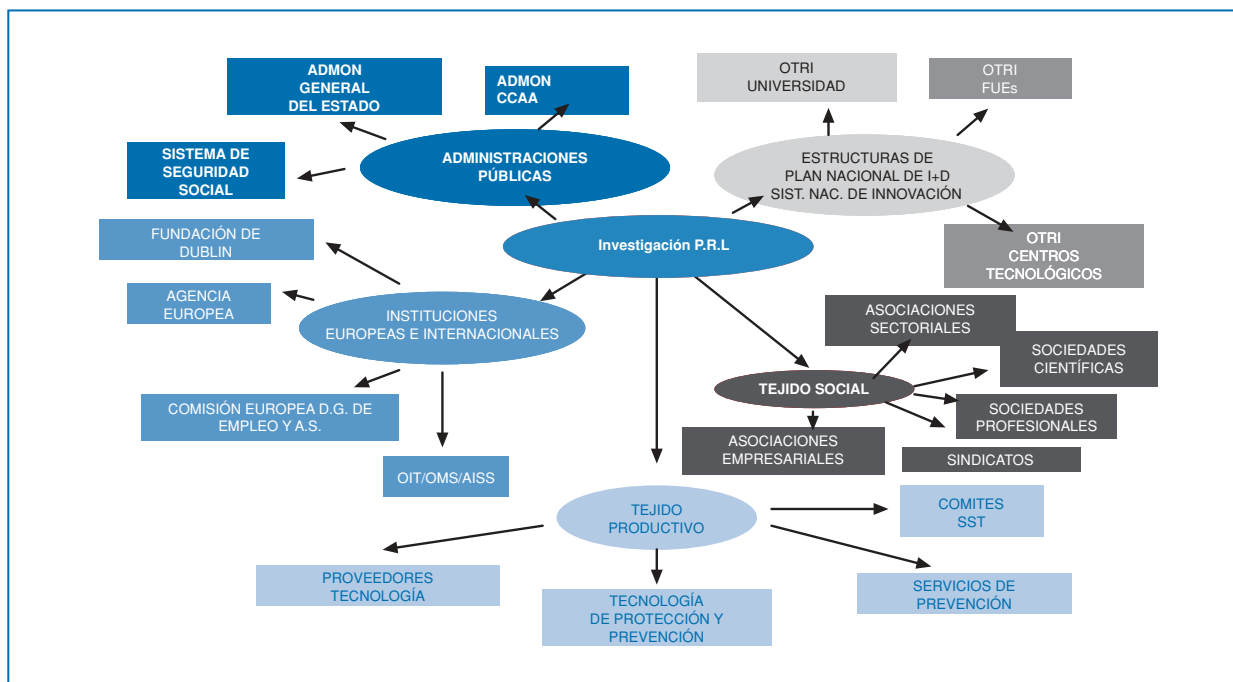 ADMON
GENERAL
DEL ESTADO
ADMON
CCAA
OTRI
UNIVERSIDAD
OTRI
FUEs
SISTEMA DE
SEGURIDAD
SOCIAL
ADMINISTRACIONES
PÚBLICAS
ESTRUCTURAS DE
PLAN NACIONAL DE I+D
SIST. NAC. DE INNOVACIÓN
FUNDACIÓN DE
DUBLIN
Investigación P.R.L
OTRI
CENTROS
TECNOLÓGICOS
AGENCIA
EUROPEA
INSTITUCIONES
EUROPEAS E INTERNACIONALES
ASOCIACIONES
SECTORIALES
SOCIEDADES
CIENTÍFICAS
TEJIDO SOCIAL
COMISIÓN EUROPEA D.G. DE
EMPLEO Y A.S.
SOCIEDADES
PROFESIONALES
ASOCIACIONES
EMPRESARIALES
SINDICATOS
OIT/OMS/AISS
TEJIDO
PRODUCTIVO
COMITES
SST
PROVEEDORES
TECNOLOGÍA
TECNOLOGÍA
DE PROTECCIÓN Y
PREVENCIÓN
SERVICIOS DE
PREVENCIÓN